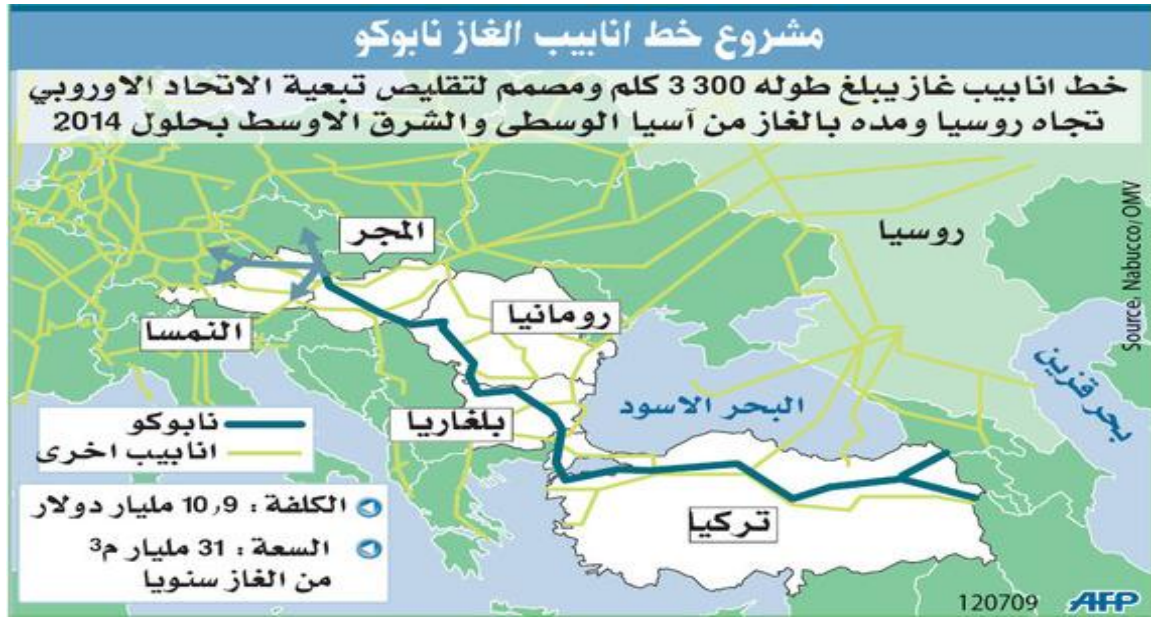 مشروع خط انابيب الغاز نابوكو
خط انابيب غاز يبلغ طوله 300 3 كلم ومصمم لتقليص تبعية الاتحاد الاوروبي
تجاه روسيا ومده بالغاز من آسيا الوسطى والشرق الاوسط بحلول 2014
Source: Nabucco/OMV
روسيا
المجر
رومانيا
النمسا
بحر قزين
البحر الاسود
بلغاريا
تركيا
نابوكو
انابيب اخرى
الكلفة : 10,9 مليار دولار
السعة : 31 مليار م³
من الغاز سنويا
120709 AFP